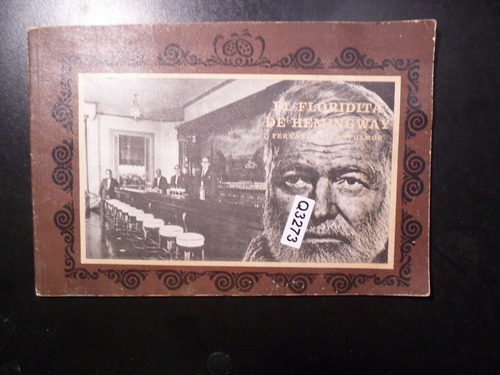 EL FLORIDITA
DE HEMINGWAY
Q3273